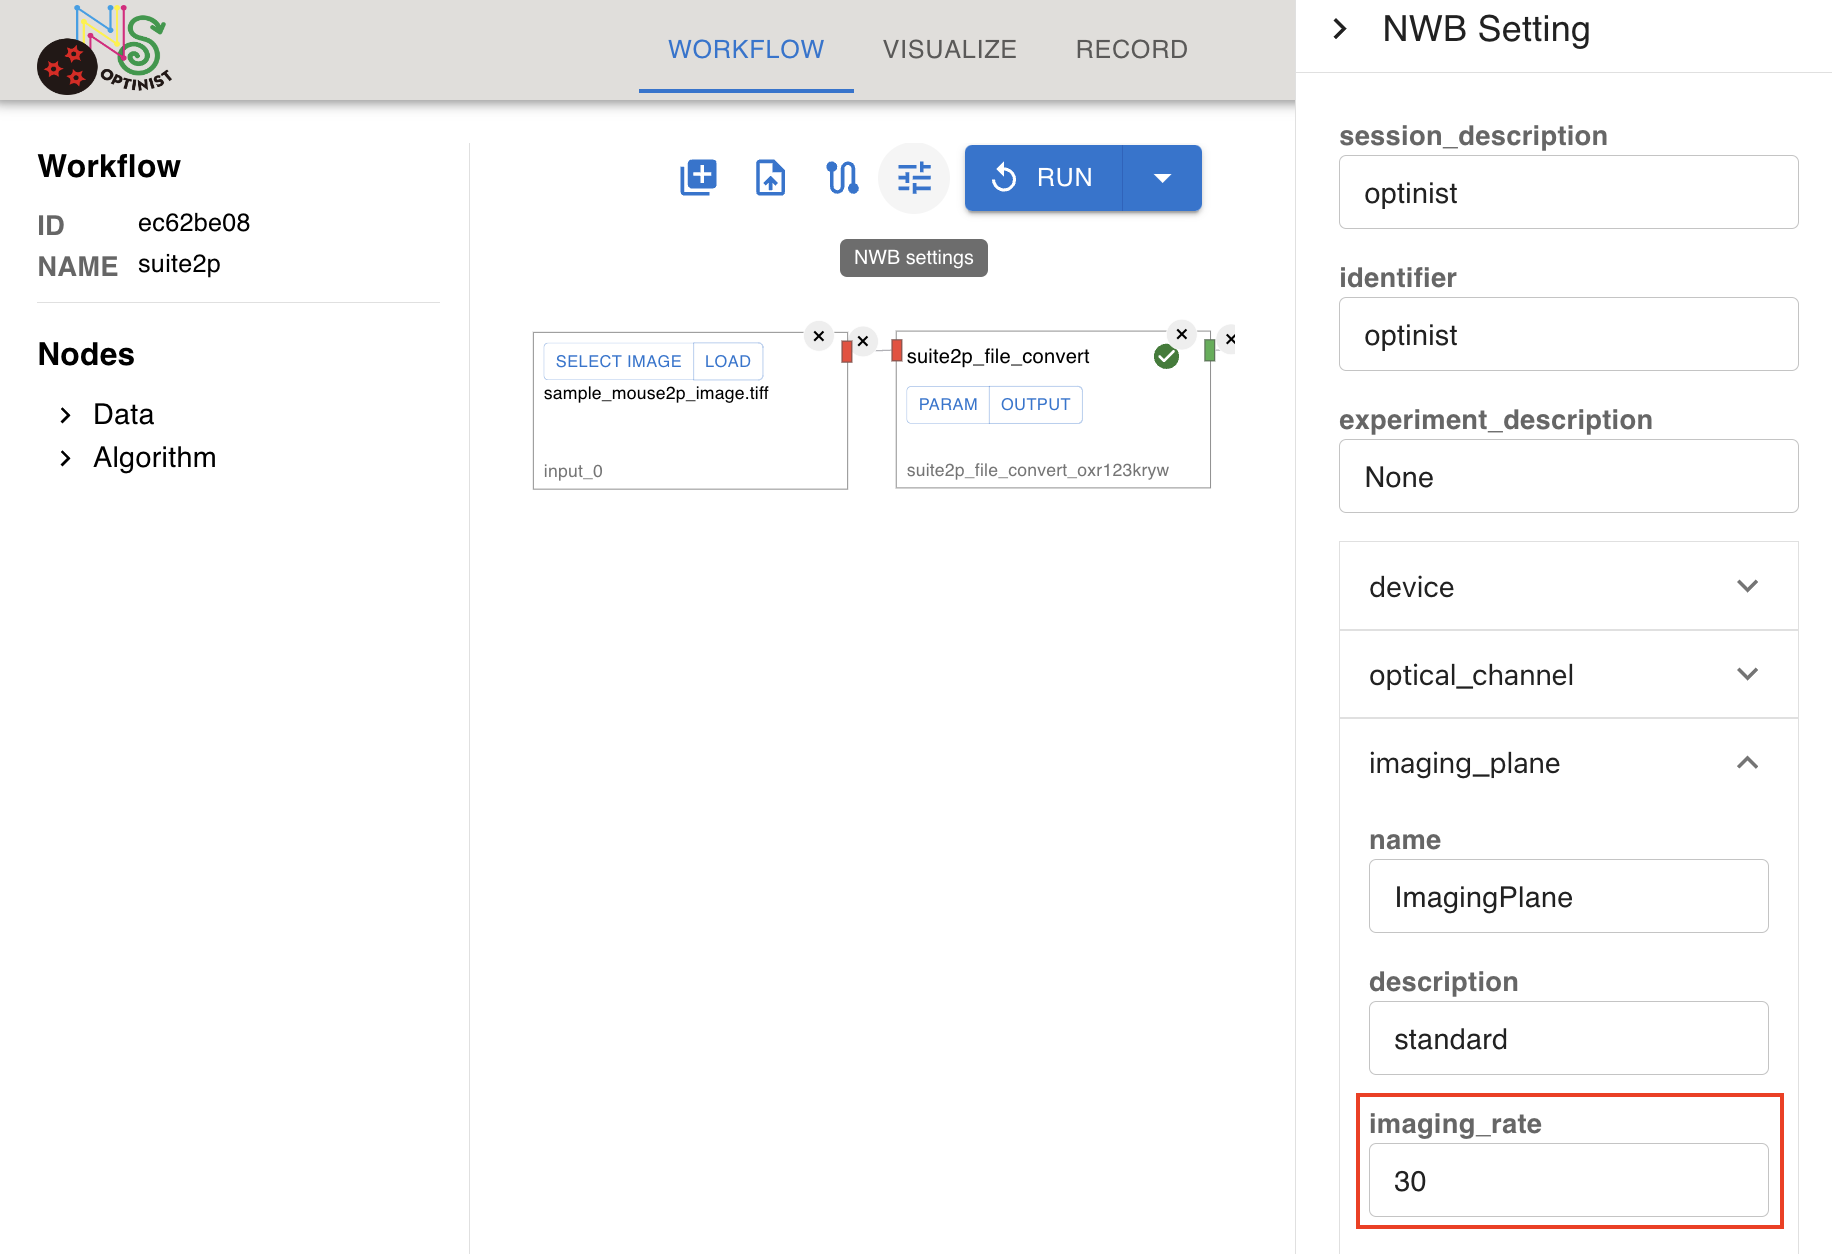 NS
OPTINIST
WORKFLOW
VISUALIZE
RECORD
Workflow
ID ec62be08
NAME suite2p
Nodes
Data
Algorithm
RUN
NWB settings
SELECT IMAGE LOAD
sample_mouse2p_image.tiff
input_0
suite2p_file_convert
PARAM OUTPUT
suite2p_file_convert_oxr123kryw
NWB Setting
session_description
optinist
identifier
optinist
experiment_description
None
device
optical_channel
imaging_plane
name
ImagingPlane
description
standard
imaging_rate
30